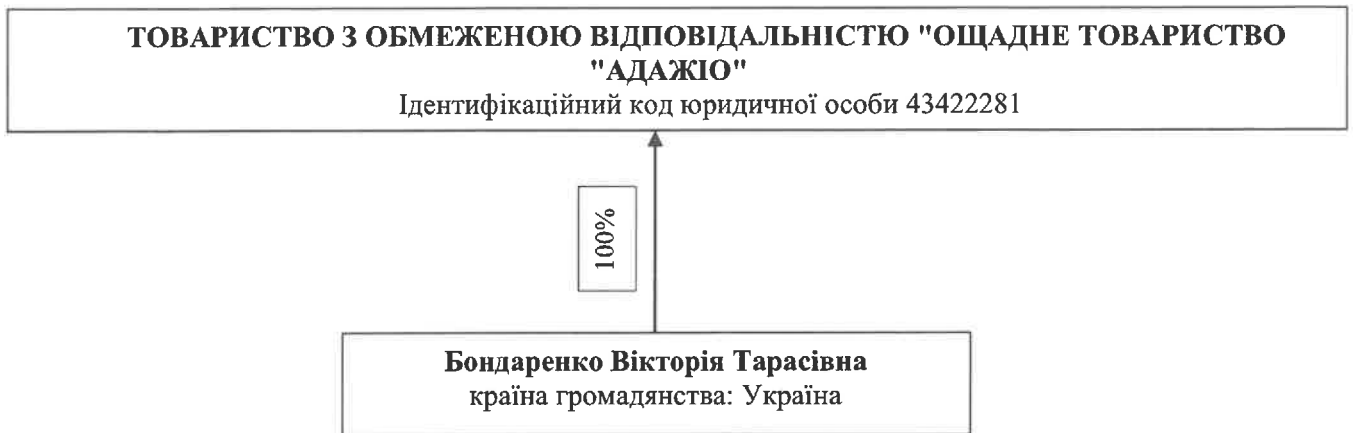 ТОВАРИСТВО З ОБМЕЖЕНОЮ ВІДПОВІДАЛЬНІСТЮ "ОЩАДНЕ ТОВАРИСТВО
"АДАЖІО"
Ідентифікаційний код юридичної особи 43422281
100%
Бондаренко Вікторія Тарасівна
країна громадянства: Україна